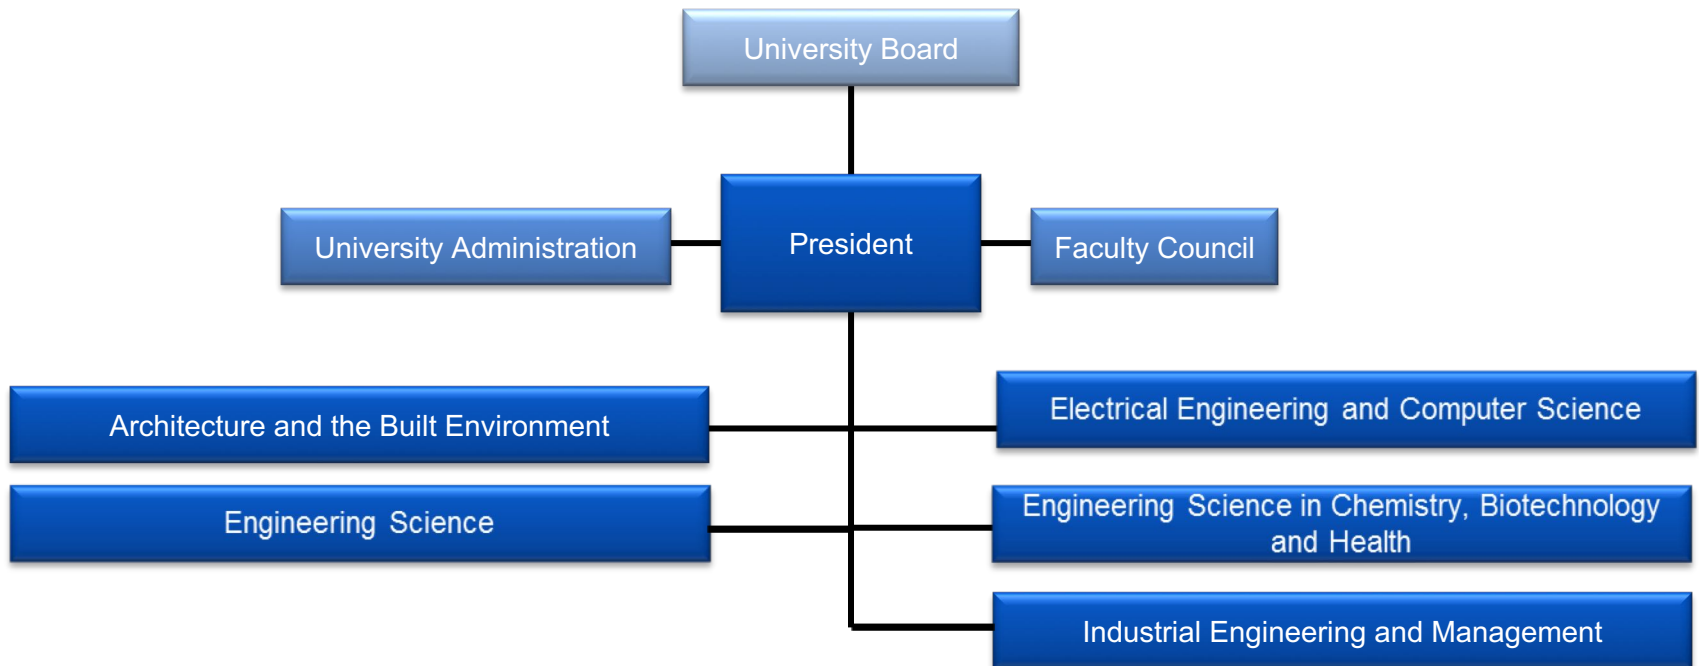 University Board
University Administration
President
Faculty Council
Architecture and the Built Environment
Electrical Engineering and Computer Science
Engineering Science
Engineering Science in Chemistry, Biotechnology
and Health
Industrial Engineering and Management